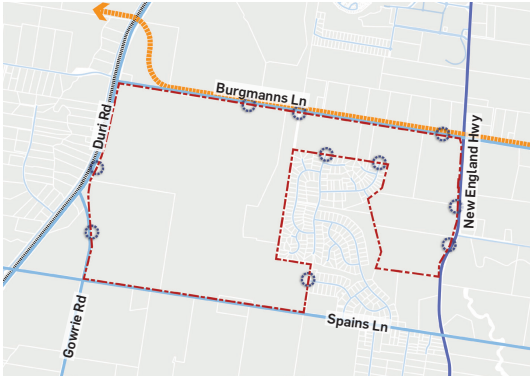 Burgmanns Ln
Duri Rd
New England Hwy
Gowrie Rd
Spains Ln